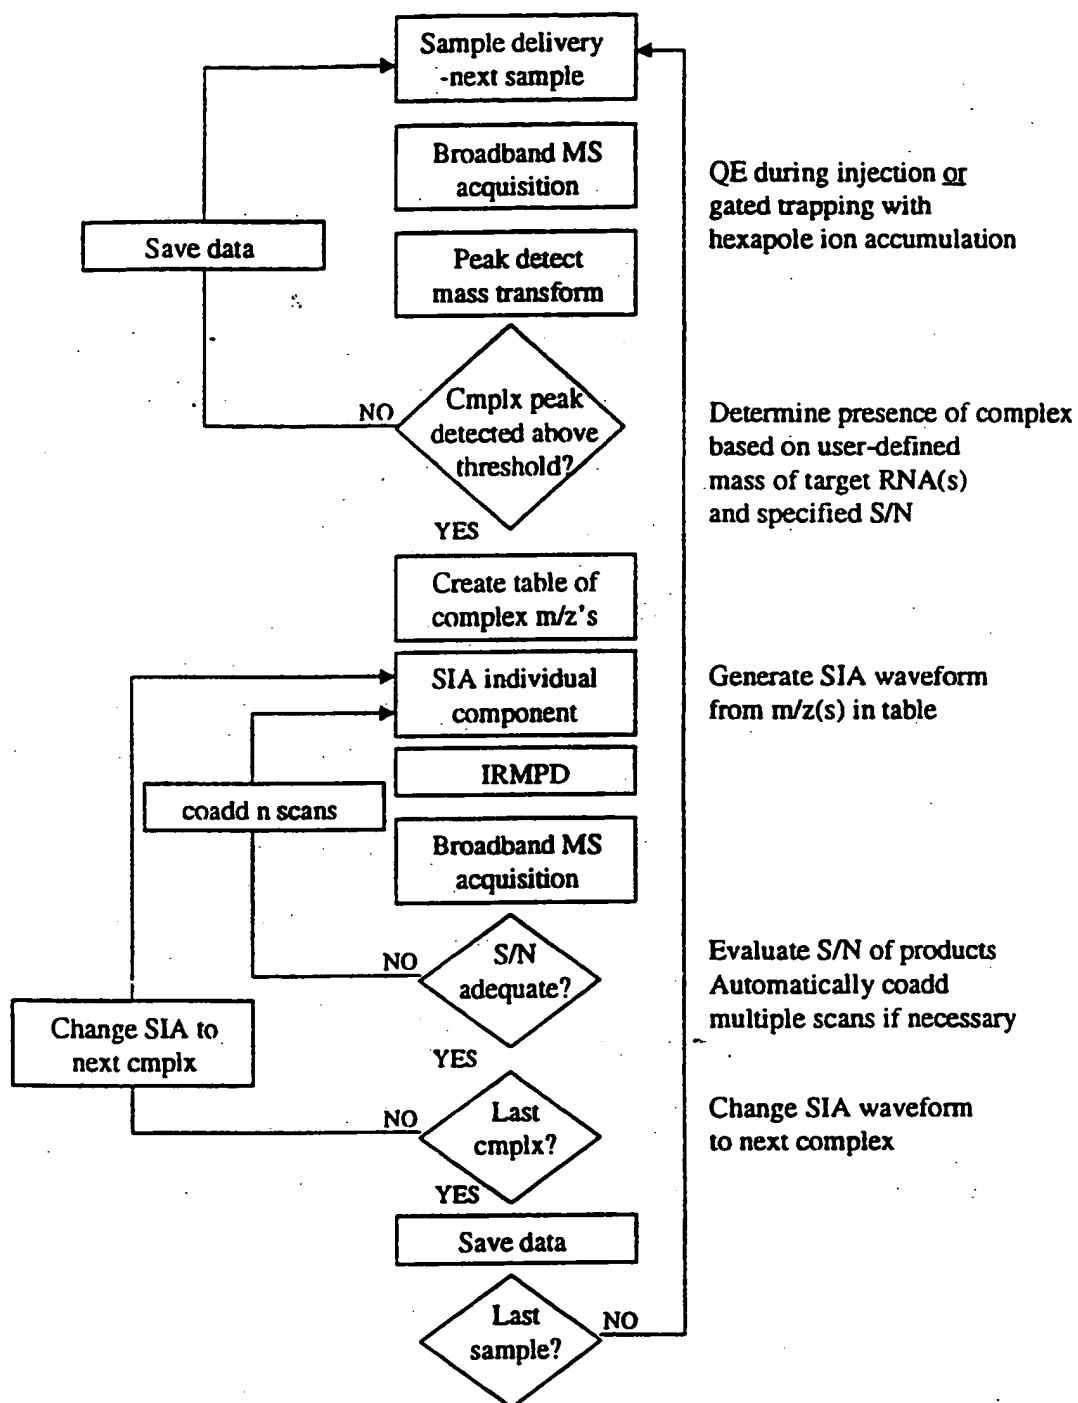 Sample delivery
-next sample
Broadband MS
acquisition
QE during injection or
gated trapping with
hexapole ion accumulation
Save data
Peak detect
mass transform
NO
Cmplx peak
detected above
threshold?
Determine presence of complex
based on user-defined
mass of target RNA(s)
and specified S/N
YES
Create table of
complex m/z's
SIA individual
component
Generate SIA waveform
from m/z(s) in table
IRMPD
coadd n scans
Broadband MS
acquisition
NO
S/N
adequate?
Evaluate S/N of products
Automatically coadd
multiple scans if necessary
Change SIA to
next cmplx
YES
NO
Last
cmplx?
Change SIA waveform
to next complex
YES
Save data
Last
sample?
NO